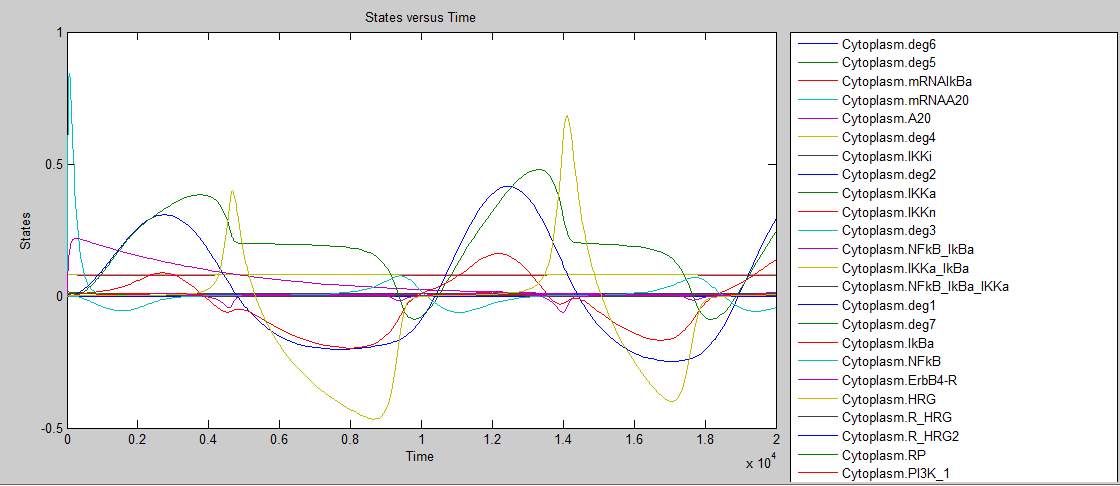 States versus Time
1
0.5
0
-0.5
States
0
0.2
0.4
0.6
0.8
1
1.2
1.4
1.6
1.8
2
Time
x 10^4
Cytoplasm.deg6
Cytoplasm.deg5
Cytoplasm.mRNAIkBa
Cytoplasm.mRNAA20
Cytoplasm.A20
Cytoplasm.deg4
Cytoplasm.IKKi
Cytoplasm.deg2
Cytoplasm.IKKa
Cytoplasm.IKKn
Cytoplasm.deg3
Cytoplasm.NFkB_IkBa
Cytoplasm.IKKa_IkBa
Cytoplasm.NFkB_IkBa_IKKa
Cytoplasm.deg1
Cytoplasm.deg7
Cytoplasm.IkBa
Cytoplasm.NFkB
Cytoplasm.ErbB4-R
Cytoplasm.HRG
Cytoplasm.R_HRG
Cytoplasm.R_HRG2
Cytoplasm.RP
Cytoplasm.PI3K_1